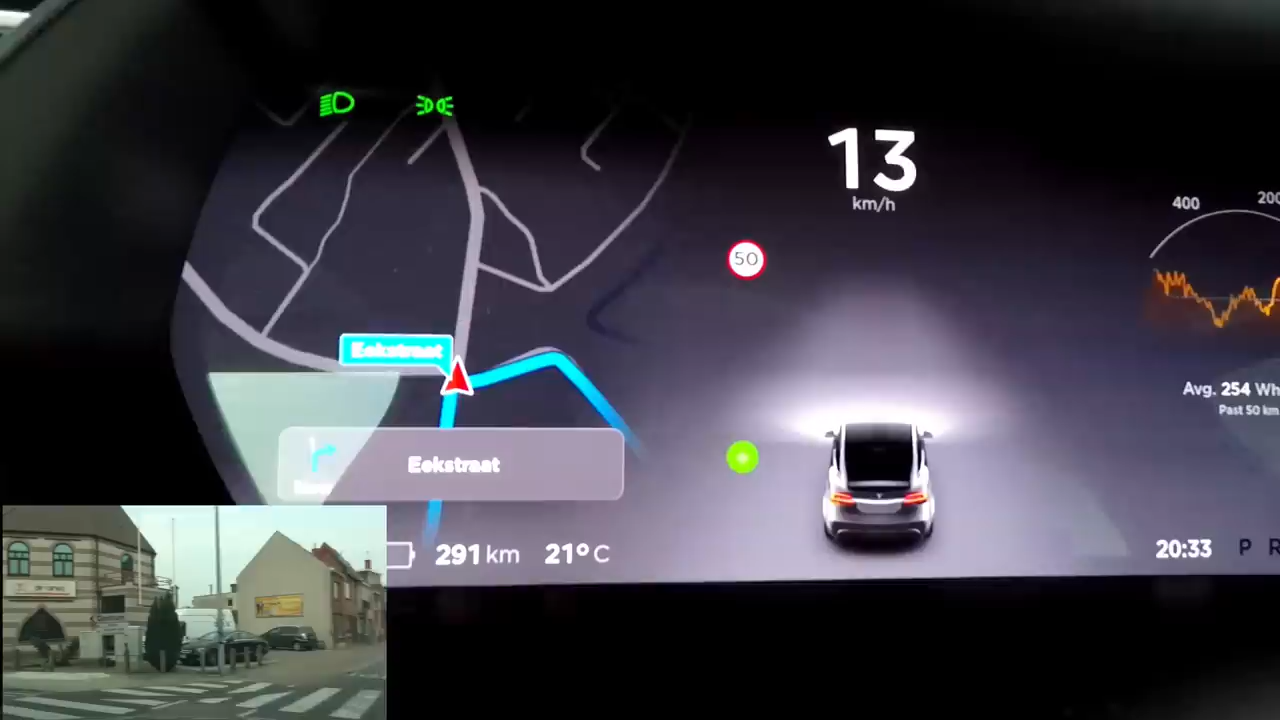 13
km/h
400
200
50
Eekstraat
Avg. 254 Wh
Past 50 km
Eekstraat
291 km
21°C
20:33
P R